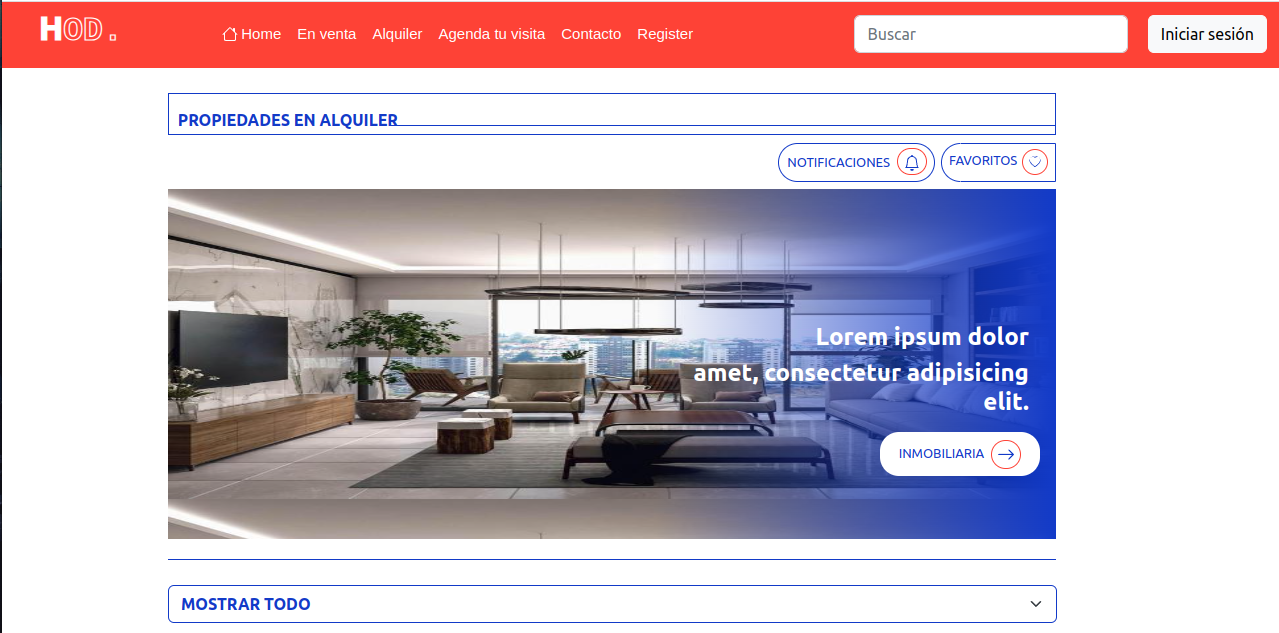 HOD.
Home En venta Alquiler Agenda tu visita Contacto Register Buscar Iniciar sesión
PROPIEDADES EN ALQUILER
NOTIFICACIONES FAVORITOS
Lorem ipsum dolor
amet, consectetur adipisicing
elit.
INMOBILIARIA
MOSTRAR TODO